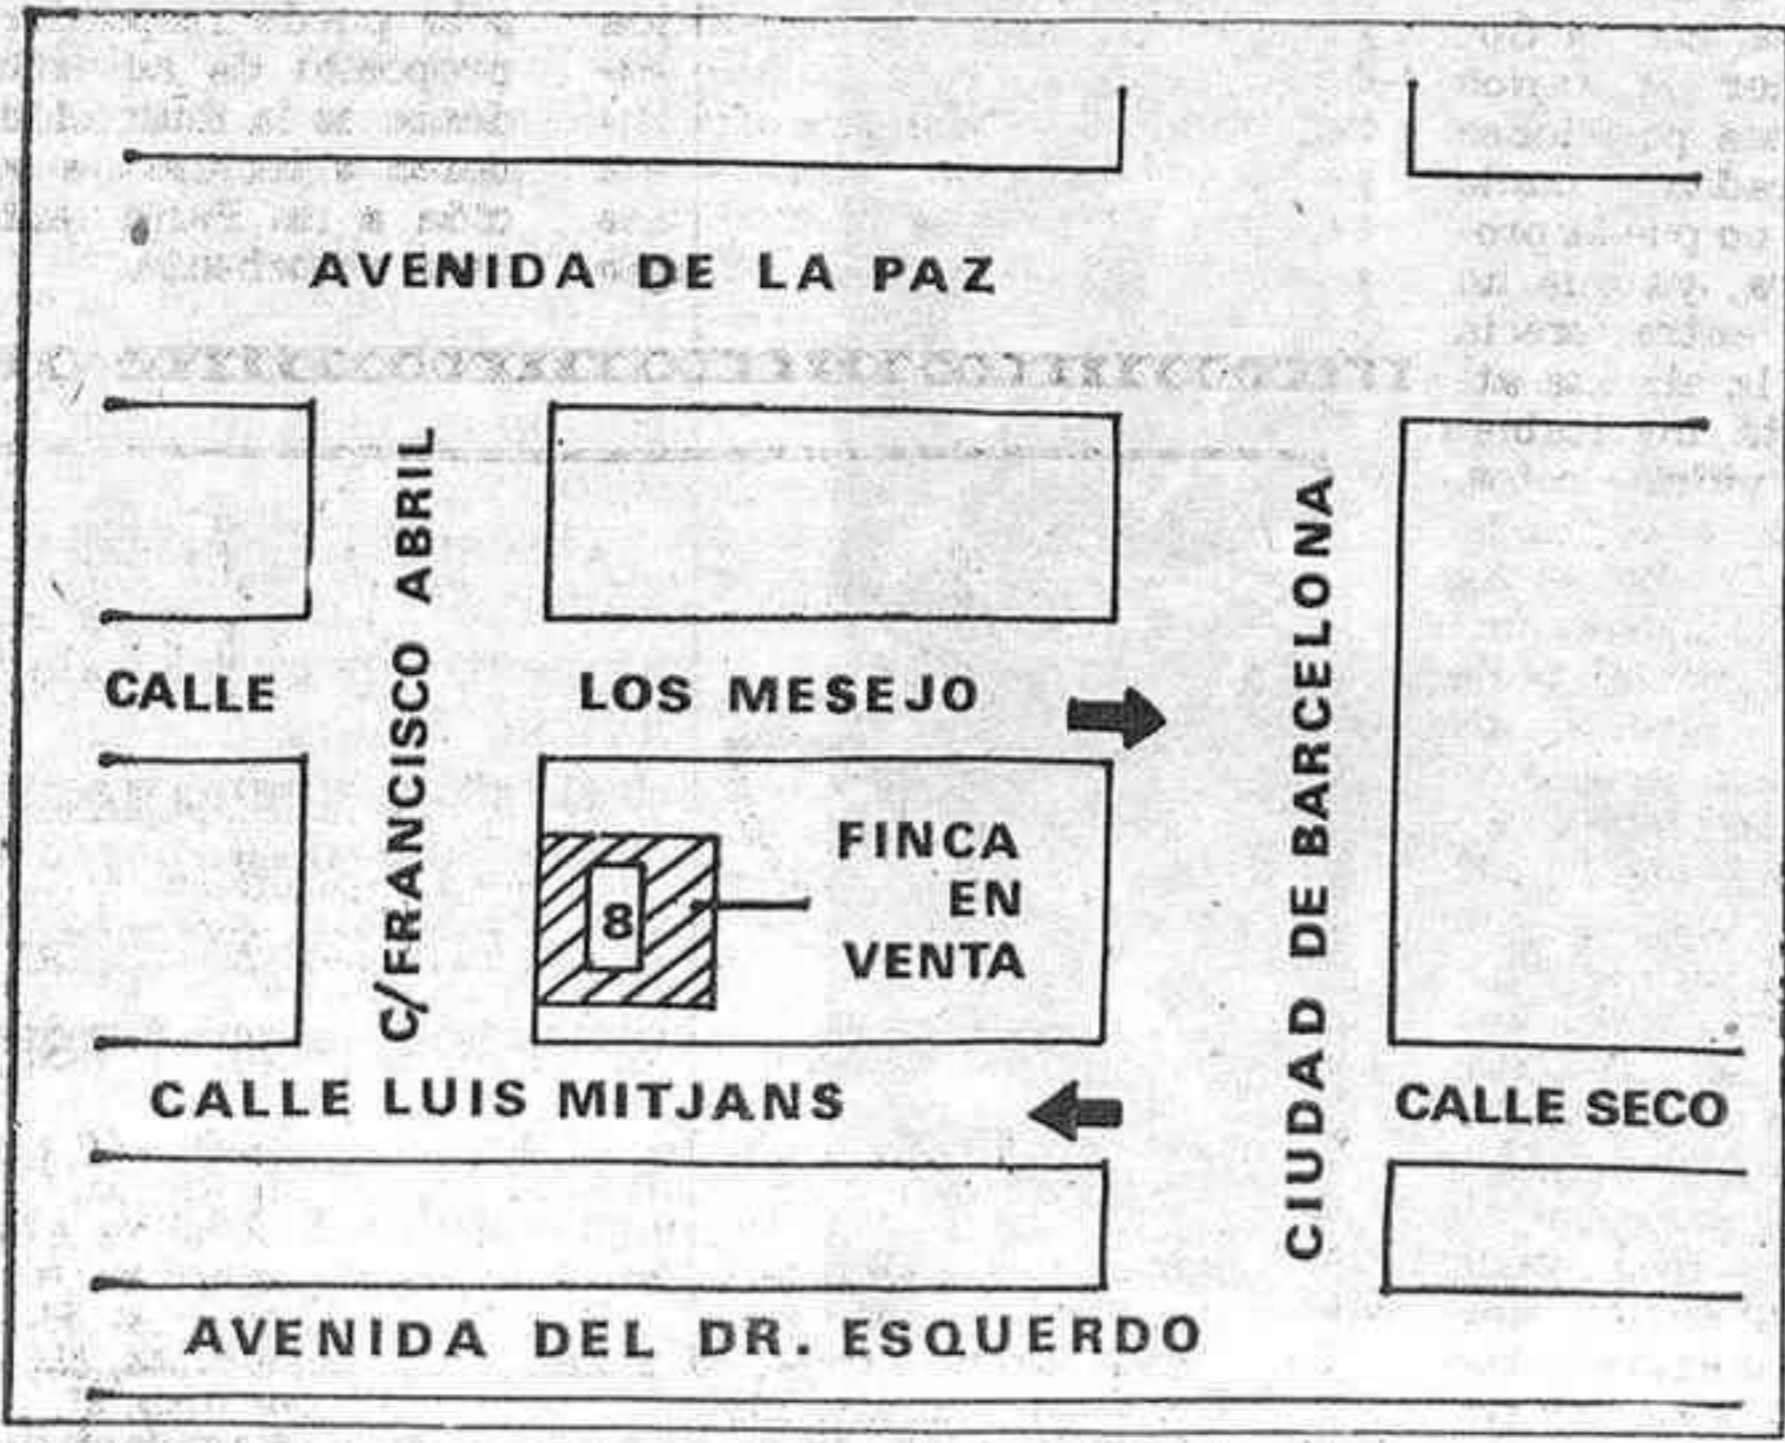 AVENIDA DE LA PAZ
C/FRANCISCO ABRIL
CIUDAD DE BARCELONA
CALLE LOS MESEJO
8
FINCA
EN
VENTA
CALLE LUIS MITJANS
CALLE SECO
AVENIDA DEL DR. ESQUERDO